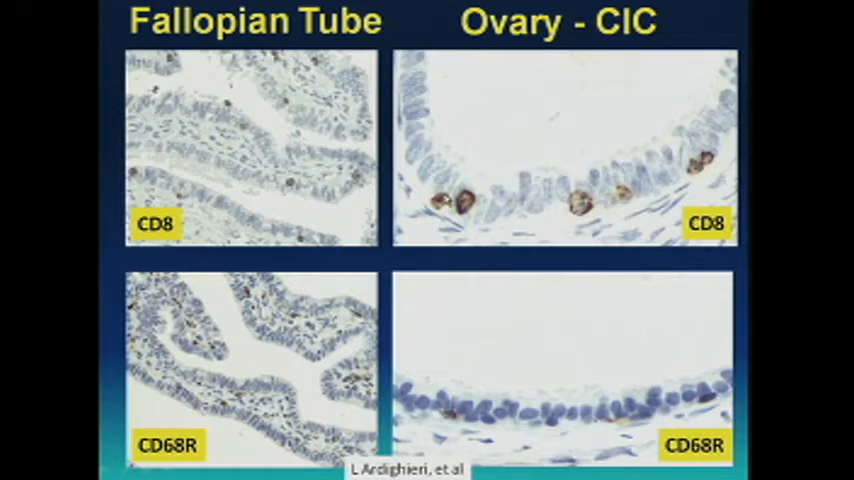 Fallopian Tube
Ovary - CIC
CD8
CD8
CD68R
CD68R
L Ardighieri, et al